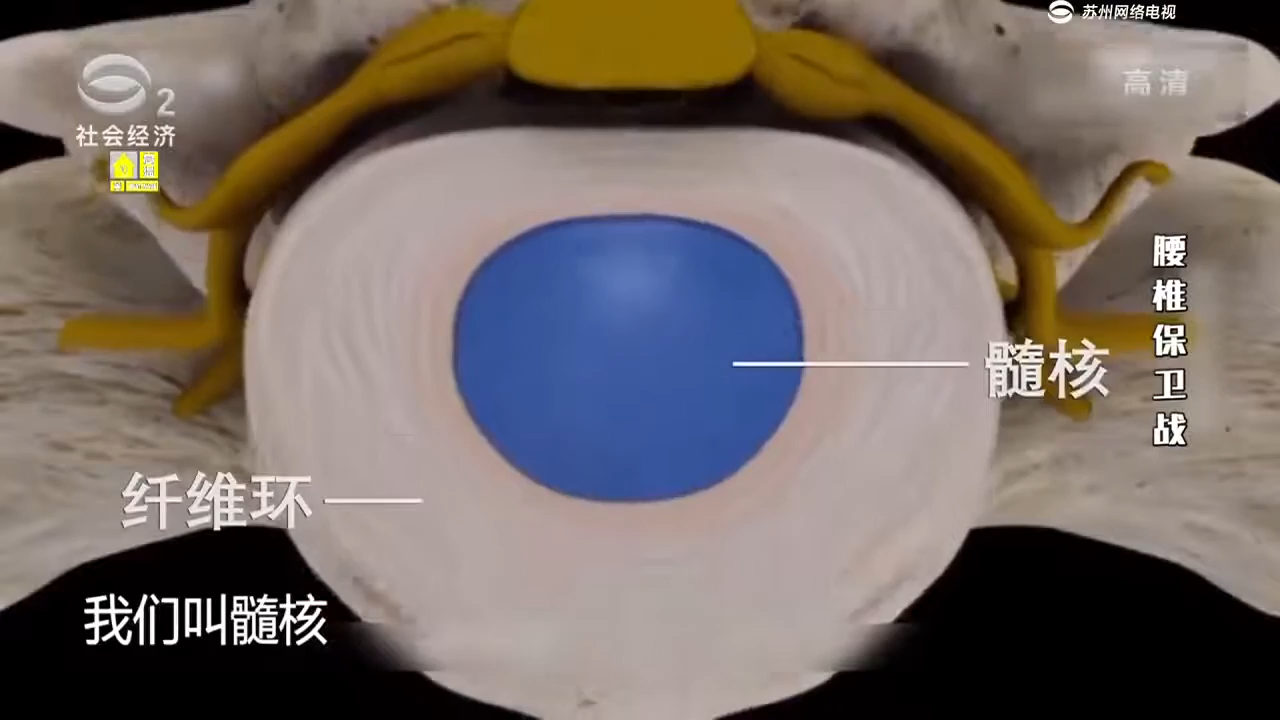 苏州网络电视
高清
2
社会经济
腰椎保卫战
髓核
纤维环
我们叫髓核